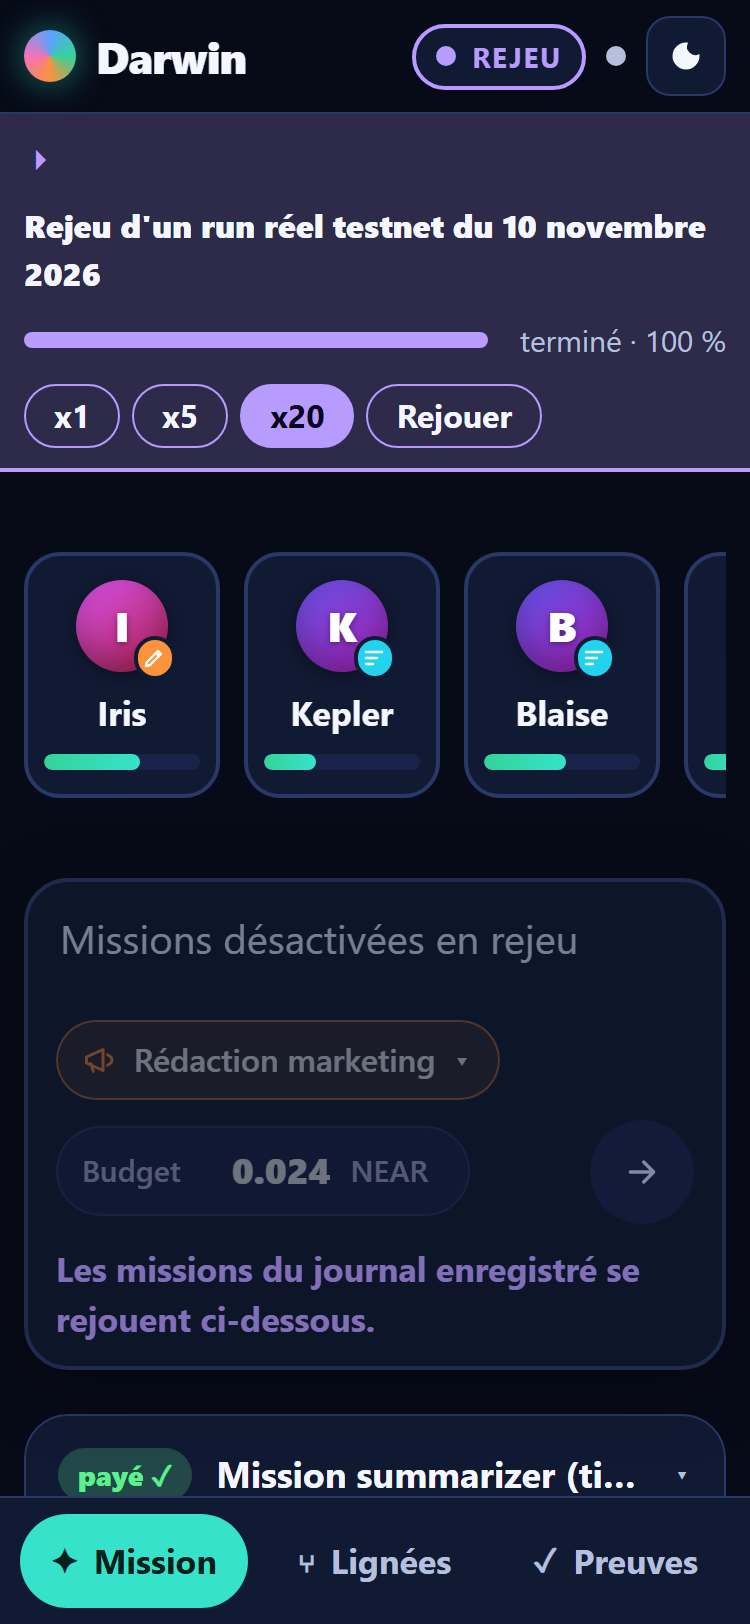 Darwin
REJEU
Rejeu d'un run réel testnet du 10 novembre
2026
terminé · 100 %
x1
x5
x20
Rejouer
I
K
B
Iris
Kepler
Blaise
Missions désactivées en rejeu
Rédaction marketing
Budget 0.024 NEAR
Les missions du journal enregistré se
rejouent ci-dessous.
payé ✓ Mission summarizer (ti...
Mission
Lignées
Preuves